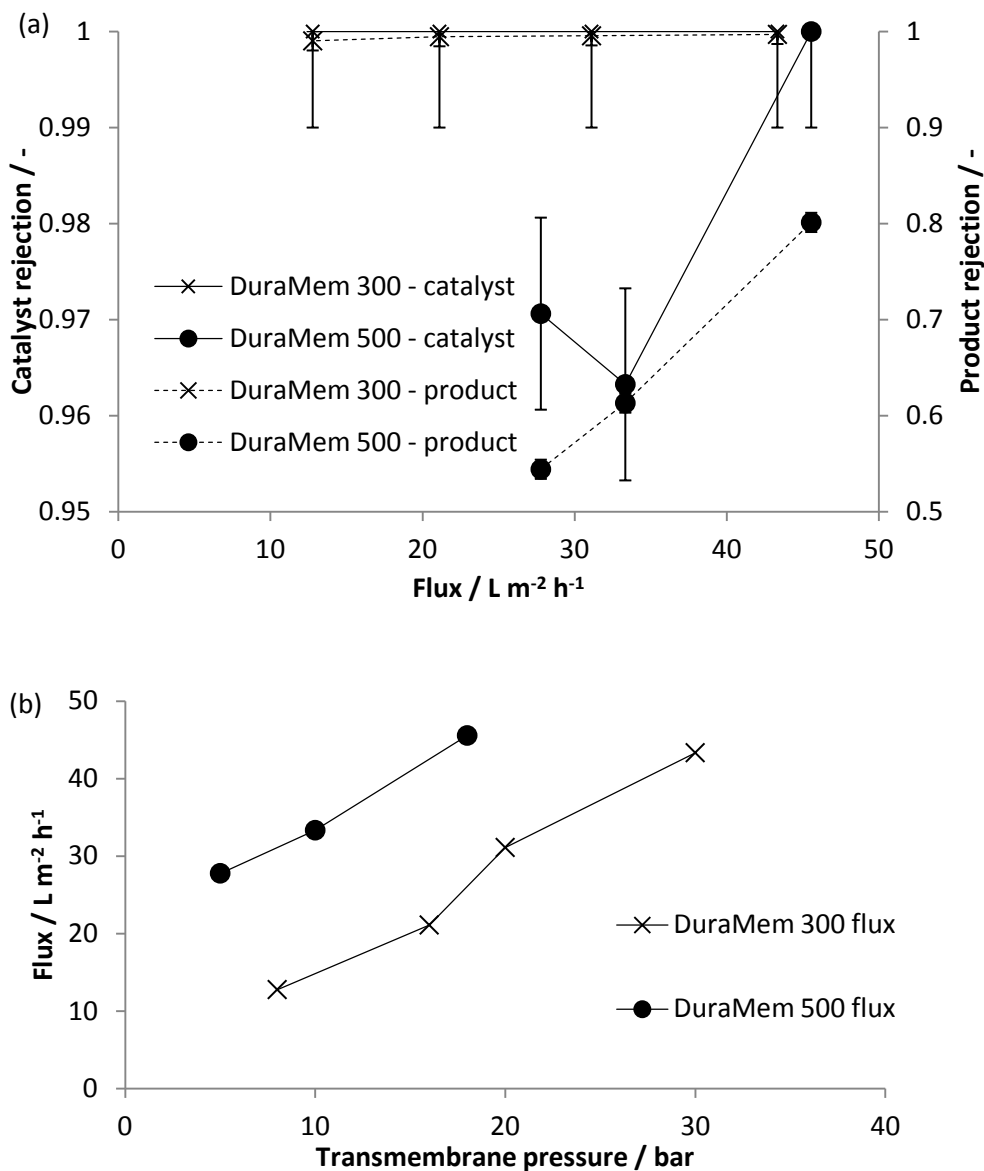 (a)
1
0.99
0.98
0.97
0.96
0.95
Catalyst rejection / -
1
0.9
0.8
0.7
0.6
0.5
Product rejection / -
DuraMem 300 - catalyst
DuraMem 500 - catalyst
DuraMem 300 - product
DuraMem 500 - product
0 10 20 30 40 50
Flux / L m⁻² h⁻¹
(b)
50
40
30
20
10
0
Flux / L m⁻² h⁻¹
DuraMem 300 flux
DuraMem 500 flux
0 10 20 30 40
Transmembrane pressure / bar